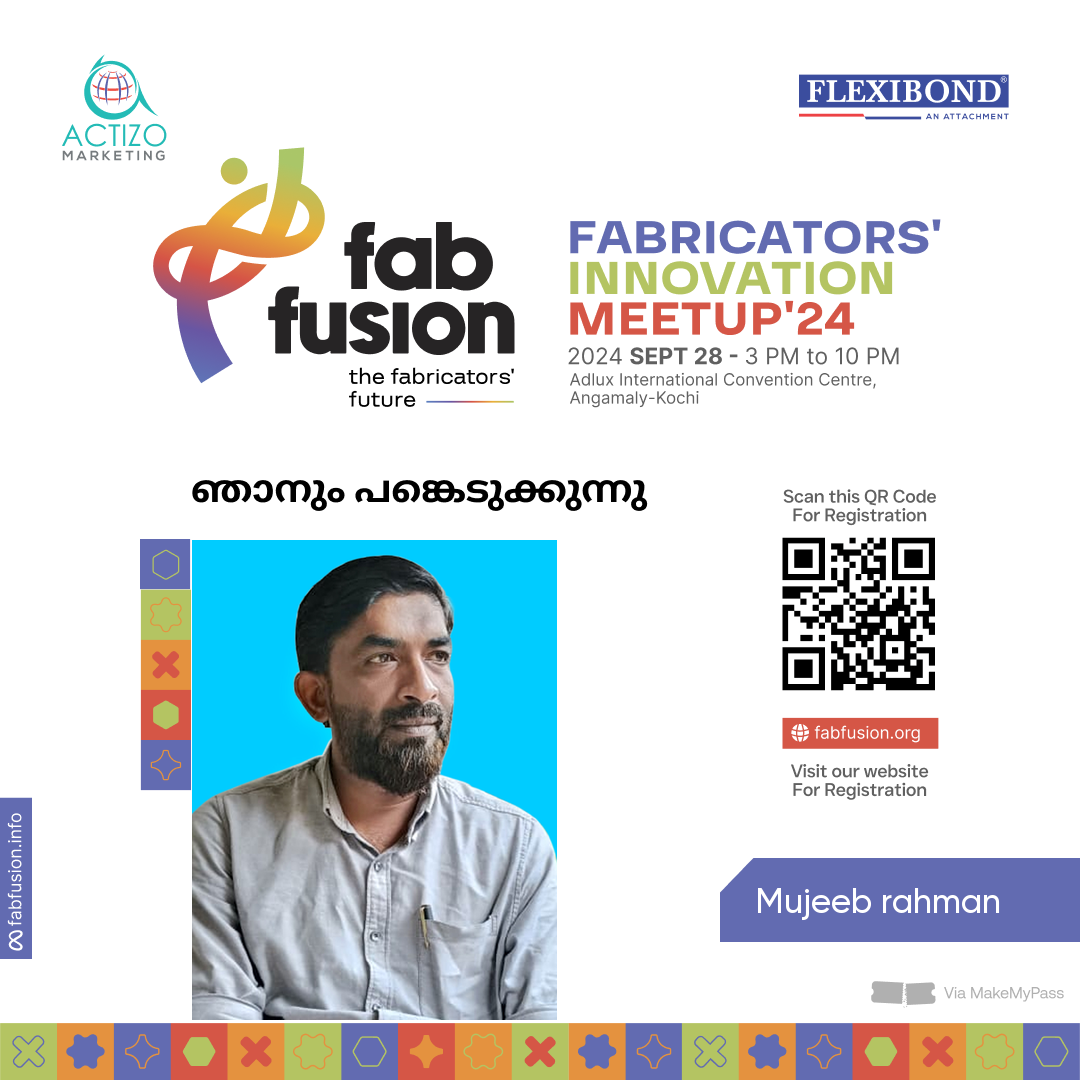 ACTIZO
MARKETING
FLEXIBOND®
AN ATTACHMENT
fab
fusion
the fabricators'
future
FABRICATORS'
INNOVATION
MEETUP'24
2024 SEPT 28 - 3 PM to 10 PM
Adlux International Convention Centre,
Angamaly-Kochi
ഞാനും പങ്കെടുക്കുന്നു
Scan this QR Code
For Registration
fabfusion.org
Visit our website
For Registration
fabfusion.info
Mujeeb rahman
Via MakeMyPass